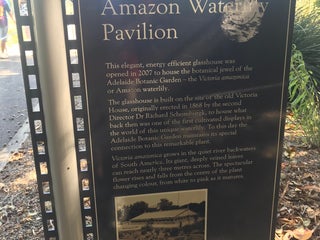 Amazon Waterlily
Pavilion
This elegant, energy efficient glasshouse was
opened in 2007 to house the botanical jewel of the
Adelaide Botanic Garden – the Victoria amazonica
or Amazon waterlily.
The glasshouse is built on the site of the old Victoria
House, originally erected in 1868 by the second
Director Dr Richard Schomburgk, to house what
back then was one of the first cultivated displays in
the world of this unique waterlily. To this day the
Adelaide Botanic Garden maintains its special
connection to this remarkable plant.
Victoria amazonica grows in the quiet river backwaters
of South America. Its giant, deeply veined leaves
can reach nearly three metres across. The spectacular
flower rises and falls from the centre of the plant
changing colour, from white to pink as it matures.